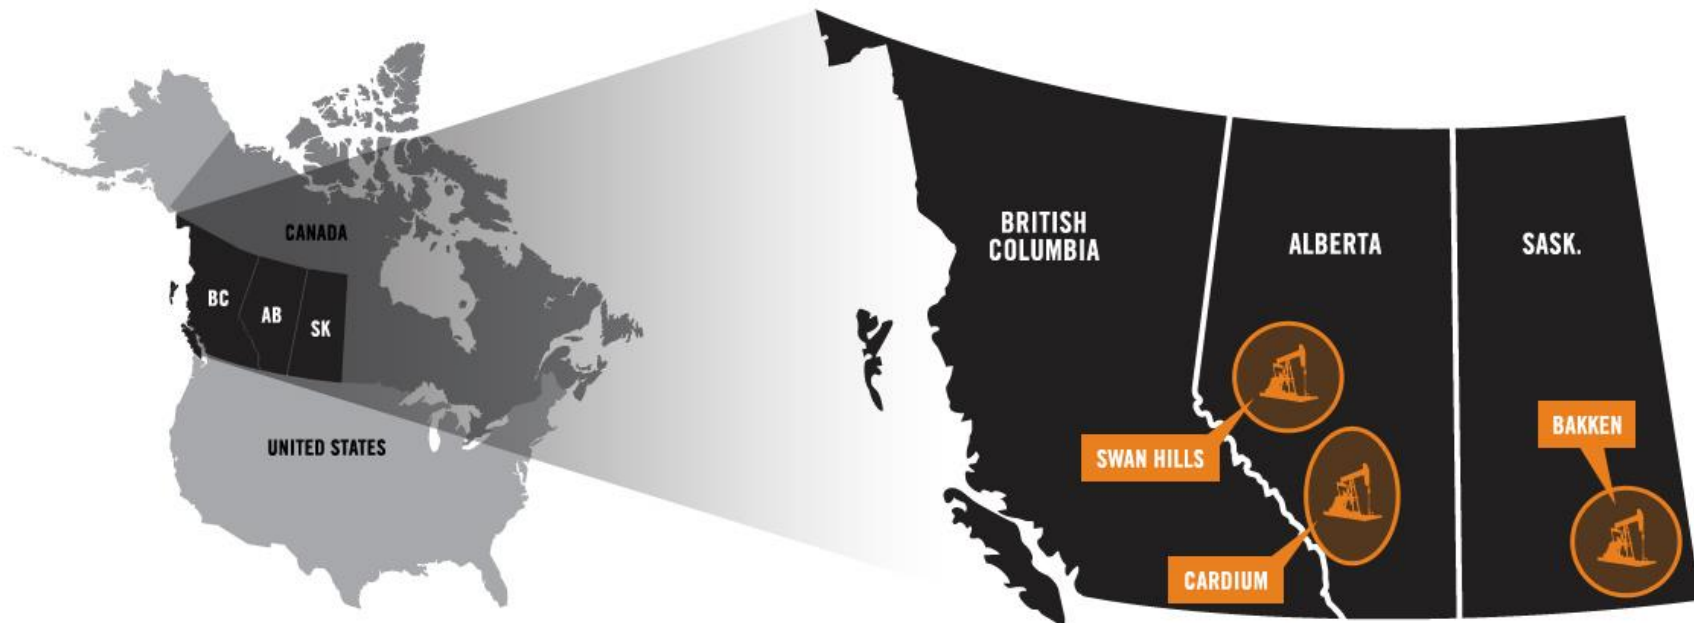 CANADA
BC
AB
SK
UNITED STATES
BRITISH
COLUMBIA
ALBERTA
SASK.
SWAN HILLS
CARDIUM
BAKKEN